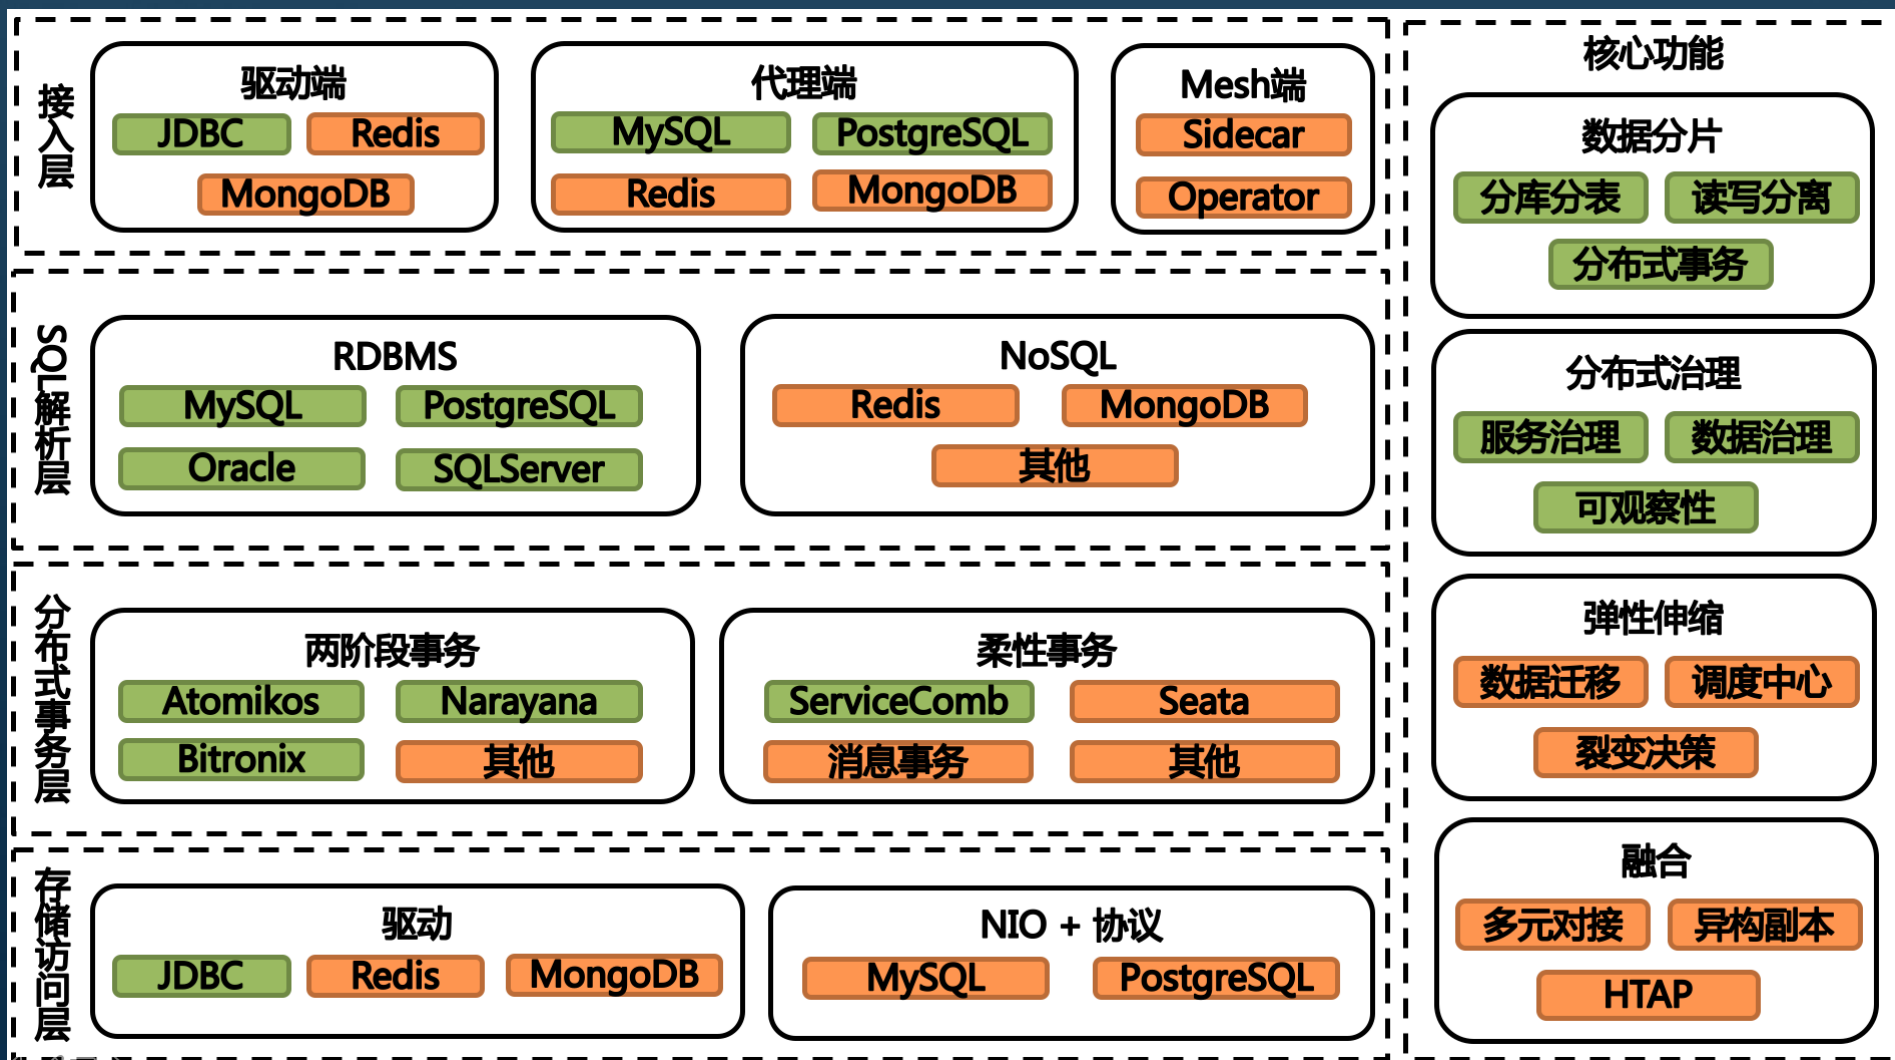 接入层
驱动端
JDBC
Redis
MongoDB
代理端
MySQL
PostgreSQL
Redis
MongoDB
Mesh端
Sidecar
Operator
SQL解析层
RDBMS
MySQL
PostgreSQL
Oracle
SQLServer
NoSQL
Redis
MongoDB
其他
分布式事务层
两阶段事务
Atomikos
Narayana
Bitronix
其他
柔性事务
ServiceComb
Seata
消息事务
其他
存储访问层
驱动
JDBC
Redis
MongoDB
NIO + 协议
MySQL
PostgreSQL
核心功能
数据分片
分库分表
读写分离
分布式事务
分布式治理
服务治理
数据治理
可观察性
弹性伸缩
数据迁移
调度中心
裂变决策
融合
多元对接
异构副本
HTAP